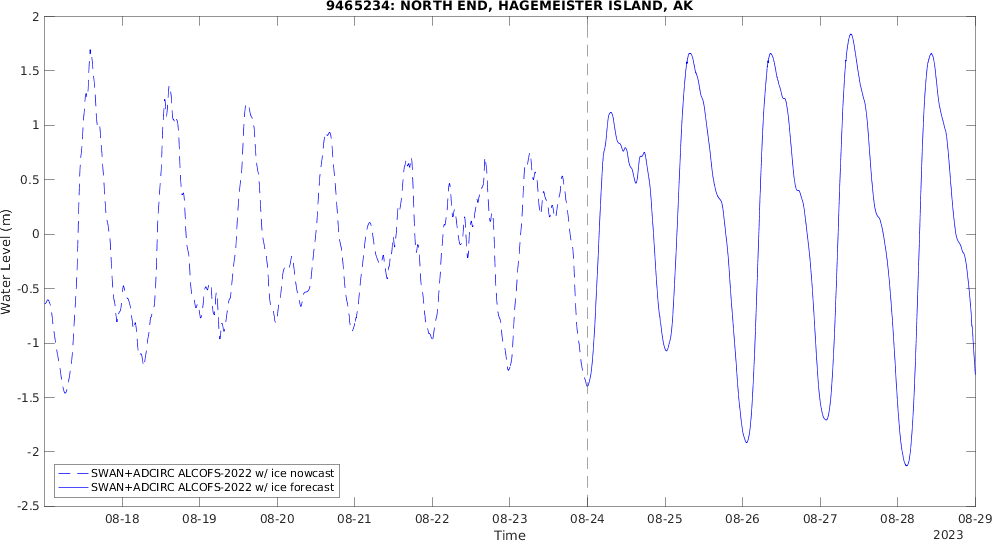 9465234: NORTH END, HAGEMEISTER ISLAND, AK
2
1.5
1
0.5
0
-0.5
-1
-1.5
-2
-2.5
Water Level (m)
SWAN+ADCIRC ALCOFS-2022 w/ ice nowcast
SWAN+ADCIRC ALCOFS-2022 w/ ice forecast
08-18 08-19 08-20 08-21 08-22 08-23 08-24 08-25 08-26 08-27 08-28 08-29
Time
2023